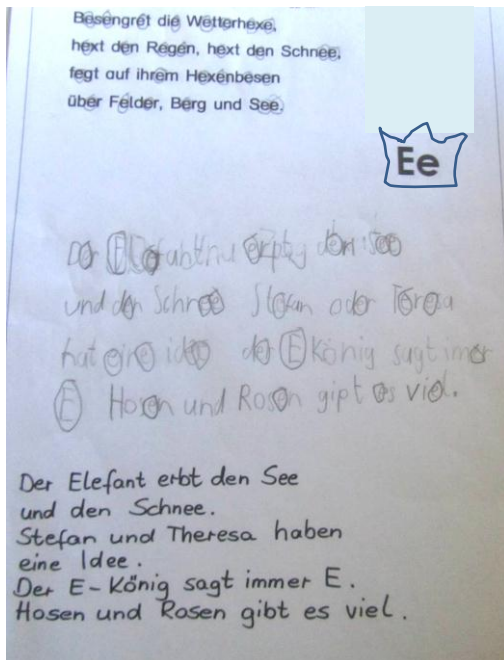 Besengret die Wetterhexe,
hext den Regen, hext den Schnee,
fegt auf ihrem Hexenbesen
über Felder, Berg und See.
Ee
Der den See
und den Schnee Stefan oder Teresa
hat eine idee der E König sagt imer
E Hosen und Rosen gipt es viel.
Der Elefant erbt den See
und den Schnee.
Stefan und Theresa haben
eine Idee.
Der E-König sagt immer E.
Hosen und Rosen gibt es viel.